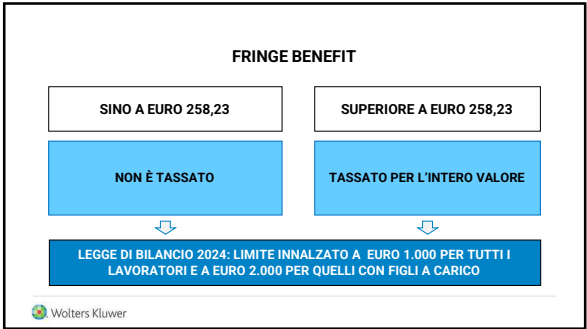 FRINGE BENEFIT
SINO A EURO 258,23
SUPERIORE A EURO 258,23
NON È TASSATO
TASSATO PER L'INTERO VALORE
LEGGE DI BILANCIO 2024: LIMITE INNALZATO A EURO 1.000 PER TUTTI I
LAVORATORI E A EURO 2.000 PER QUELLI CON FIGLI A CARICO
Wolters Kluwer